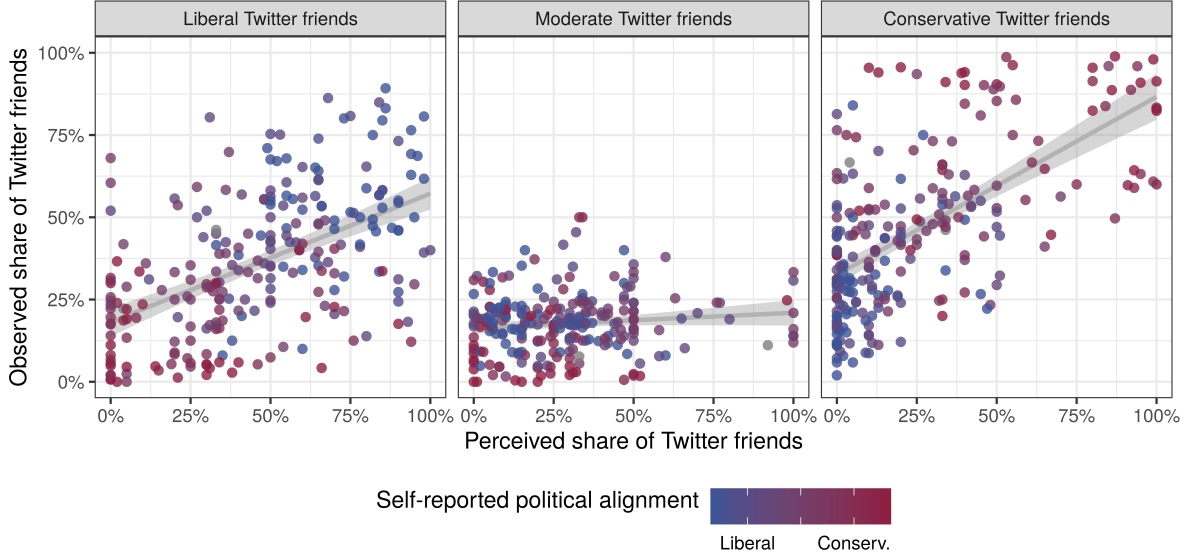 Liberal Twitter friends
Moderate Twitter friends
Conservative Twitter friends
Observed share of Twitter friends
100%
75%
50%
25%
0%
0% 25% 50% 75% 100%
0% 25% 50% 75% 100%
0% 25% 50% 75% 100%
Perceived share of Twitter friends
Self-reported political alignment
Liberal Conserv.